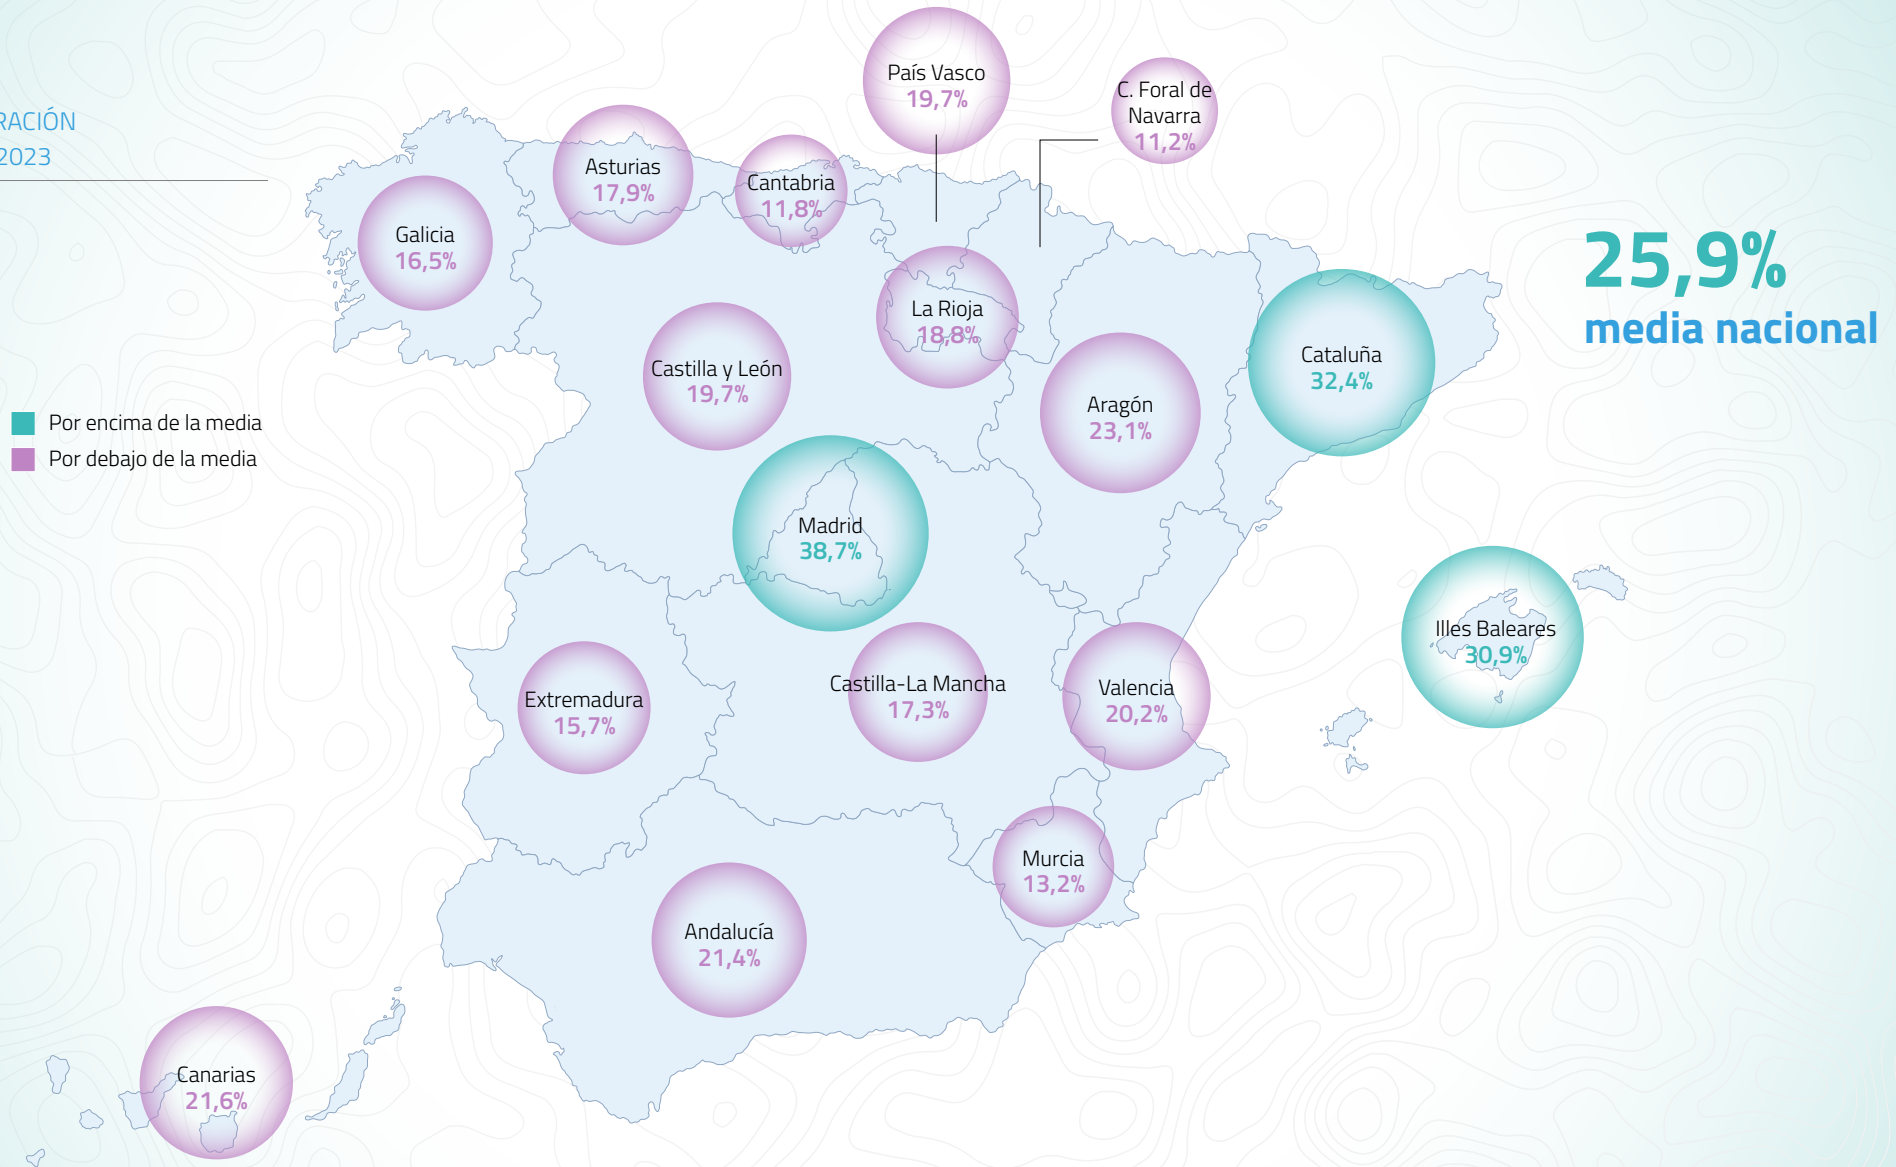 2023
País Vasco
19,7%
C. Foral de
Navarra
11,2%
Asturias
17,9%
Cantabria
11,8%
Galicia
16,5%
La Rioja
18,8%
25,9%
media nacional
Castilla y León
19,7%
Cataluña
32,4%
Aragón
23,1%
Por encima de la media
Por debajo de la media
Madrid
38,7%
Illes Baleares
30,9%
Extremadura
15,7%
Castilla-La Mancha
17,3%
Valencia
20,2%
Murcia
13,2%
Andalucía
21,4%
Canarias
21,6%